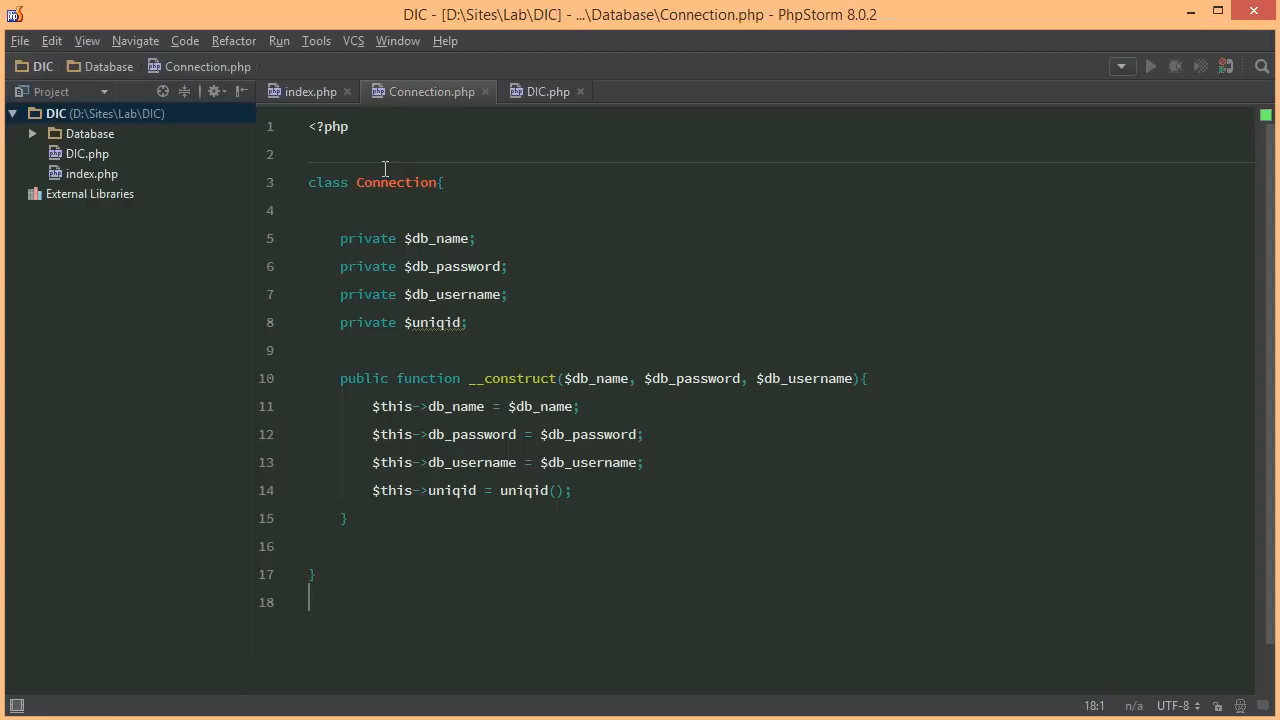 DIC - [D:\Sites\Lab\DIC] - ...\Database\Connection.php - PhpStorm 8.0.2
File Edit View Navigate Code Refactor Run Tools VCS Window Help
DIC Database Connection.php
Project
index.php Connection.php DIC.php
DIC (D:\Sites\Lab\DIC)
Database
DIC.php
index.php
External Libraries
1 <?php
2
3 class Connection{
4
5 private $db_name;
6 private $db_password;
7 private $db_username;
8 private $uniqid;
9
10 public function __construct($db_name, $db_password, $db_username){
11 $this->db_name = $db_name;
12 $this->db_password = $db_password;
13 $this->db_username = $db_username;
14 $this->uniqid = uniqid();
15 }
16
17 }
18
18:1 n/a UTF-8